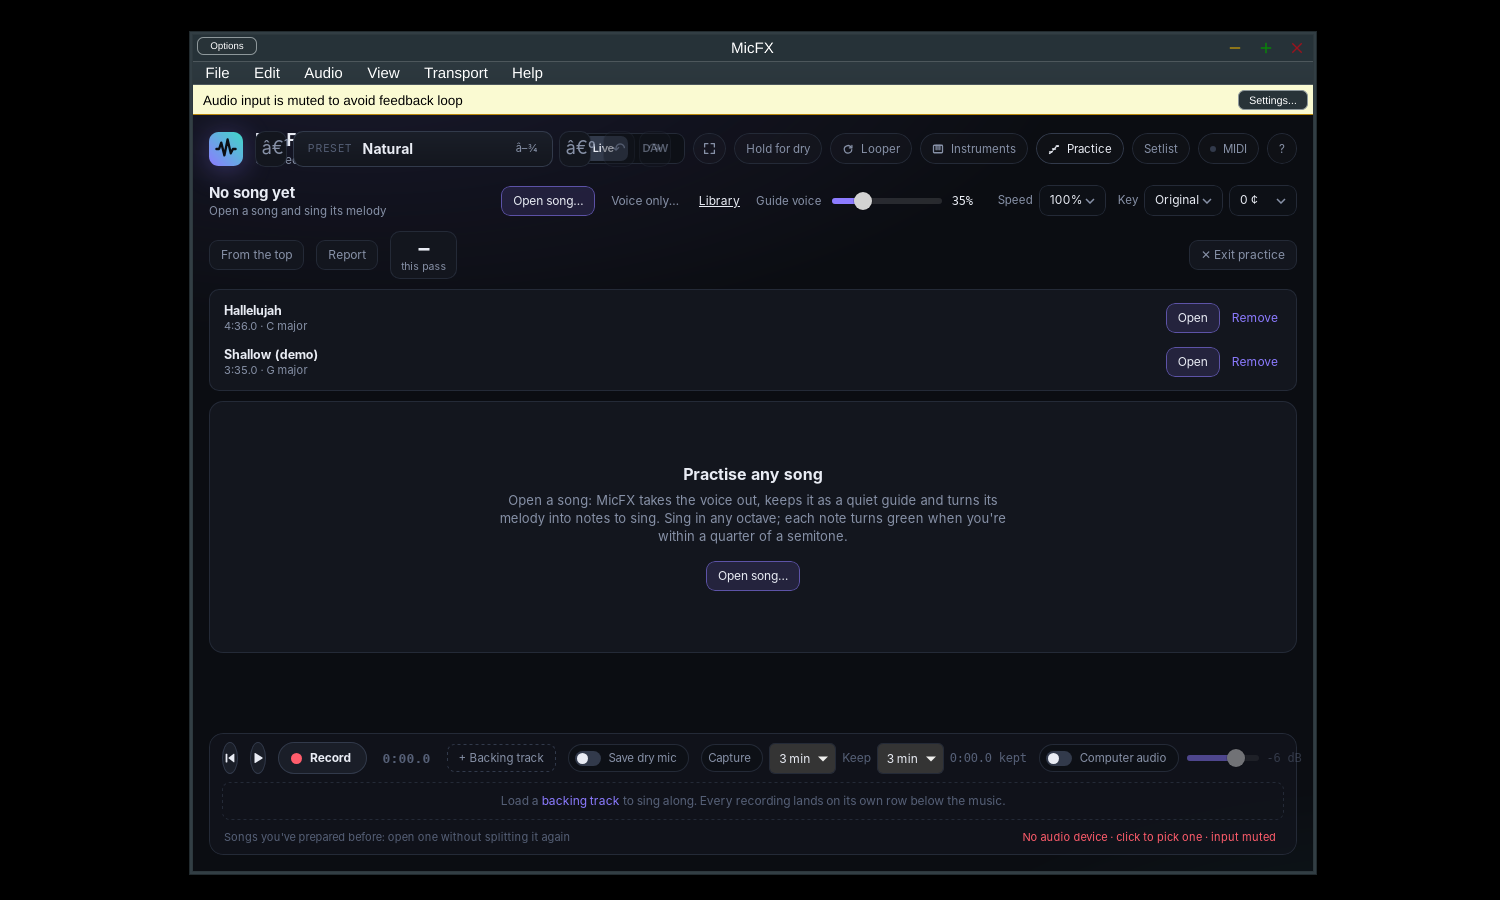 Options
MicFX
File Edit Audio View Transport Help
Audio input is muted to avoid feedback loop
Settings...
â€ PRESET Natural â–¾ â€º Live DAW Hold for dry Looper Instruments Practice Setlist MIDI ?
No song yet
Open a song and sing its melody
Open song... Voice only... Library Guide voice 35% Speed 100% Key Original 0 ¢
From the top Report – this pass × Exit practice
Hallelujah
4:36.0 · C major
Open Remove
Shallow (demo)
3:35.0 · G major
Open Remove
Practise any song
Open a song: MicFX takes the voice out, keeps it as a quiet guide and turns its
melody into notes to sing. Sing in any octave; each note turns green when you're
within a quarter of a semitone.
Open song...
Record 0:00.0 + Backing track Save dry mic Capture 3 min Keep 3 min 0:00.0 kept Computer audio -6 dB
Load a backing track to sing along. Every recording lands on its own row below the music.
Songs you've prepared before: open one without splitting it again
No audio device · click to pick one · input muted